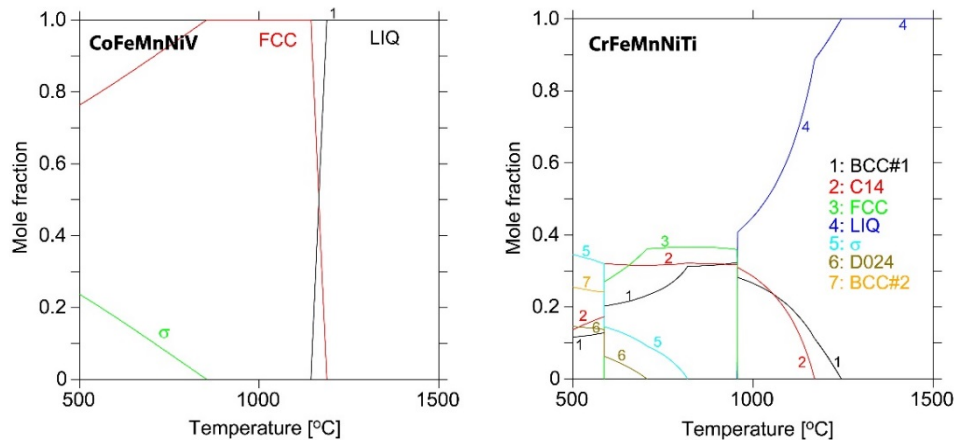 1.0
0.8
0.6
0.4
0.2
0
Mole fraction
CoFeMnNiV
FCC
1
LIQ
σ
500
1000
1500
Temperature [°C]
1.0
0.8
0.6
0.4
0.2
0
Mole fraction
CrFeMnNiTi
4
4
1: BCC#1
2: C14
3: FCC
4: LIQ
5: σ
6: D024
7: BCC#2
5
3
2
7
1
2
6
1
5
6
2
1
500
1000
1500
Temperature [°C]